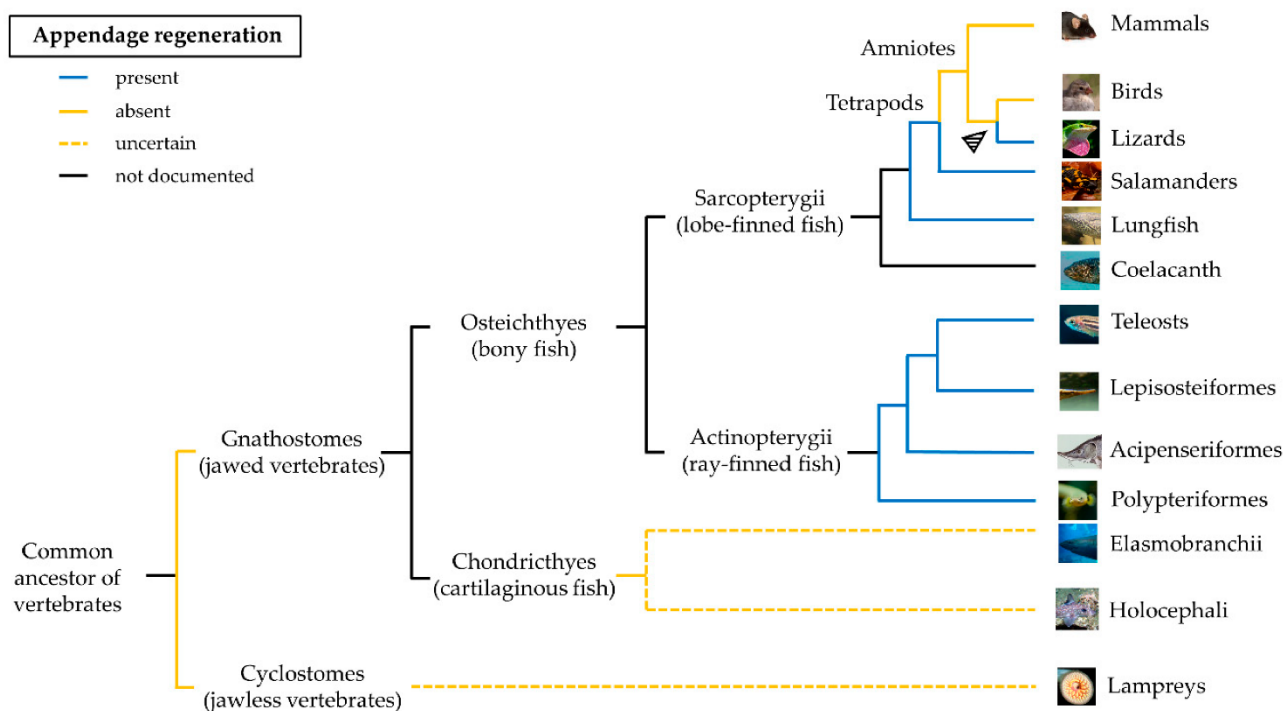 Appendage regeneration
present
absent
uncertain
not documented
Mammals
Amniotes
Birds
Tetrapods
Lizards
Salamanders
Sarcopterygii
(lobe-finned fish)
Lungfish
Coelacanth
Osteichthyes
(bony fish)
Teleosts
Lepisosteiformes
Gnathostomes
(jawed vertebrates)
Actinopterygii
(ray-finned fish)
Acipenseriformes
Polypteriformes
Elasmobranchii
Common
ancestor of
vertebrates
Chondricthyes
(cartilaginous fish)
Holocephali
Cyclostomes
(jawless vertebrates)
Lampreys